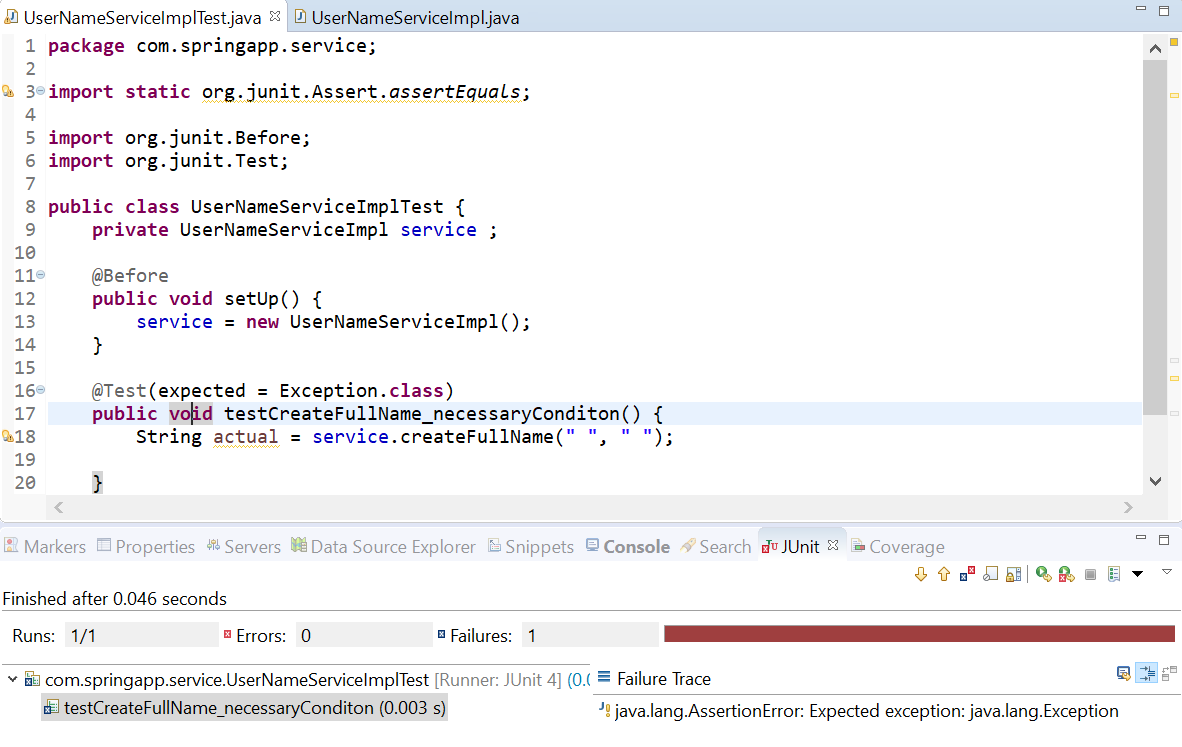 UserNameServiceImplTest.java UserNameServiceImpl.java
1 package com.springapp.service;
2
3 import static org.junit.Assert.assertEquals;
4
5 import org.junit.Before;
6 import org.junit.Test;
7
8 public class UserNameServiceImplTest {
9 private UserNameServiceImpl service ;
10
11 @Before
12 public void setUp() {
13 service = new UserNameServiceImpl();
14 }
15
16 @Test(expected = Exception.class)
17 public void testCreateFullName_necessaryConditon() {
18 String actual = service.createFullName(" ", " ");
19
20 }
Markers Properties Servers Data Source Explorer Snippets Console Search JUnit Coverage
Finished after 0.046 seconds
Runs: 1/1 Errors: 0 Failures: 1
com.springapp.service.UserNameServiceImplTest [Runner: JUnit 4] (0.0
testCreateFullName_necessaryConditon (0.003 s)
Failure Trace
java.lang.AssertionError: Expected exception: java.lang.Exception